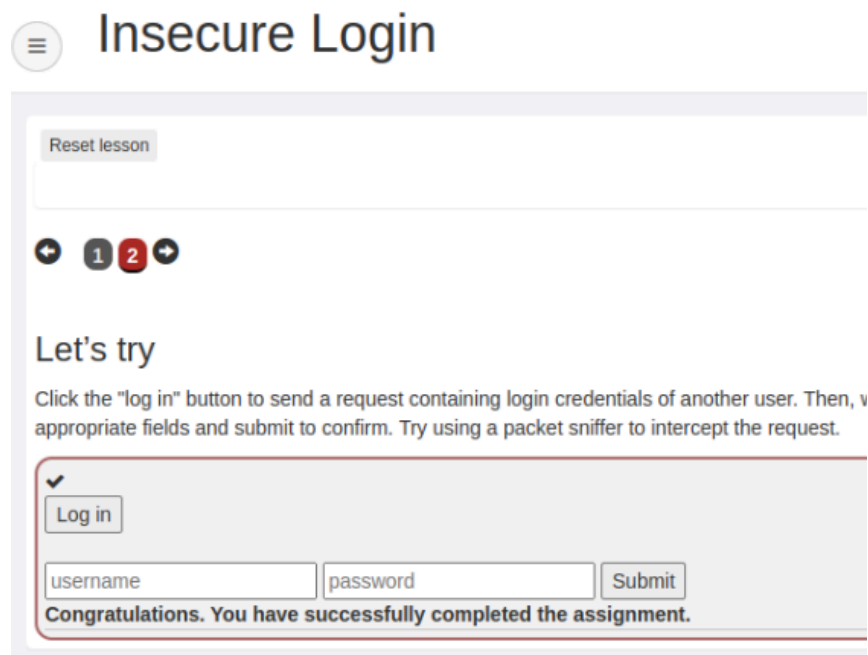 Insecure Login
Reset lesson
1 2
Let’s try
Click the "log in" button to send a request containing login credentials of another user. Then,
appropriate fields and submit to confirm. Try using a packet sniffer to intercept the request.
Log in
username password Submit
Congratulations. You have successfully completed the assignment.